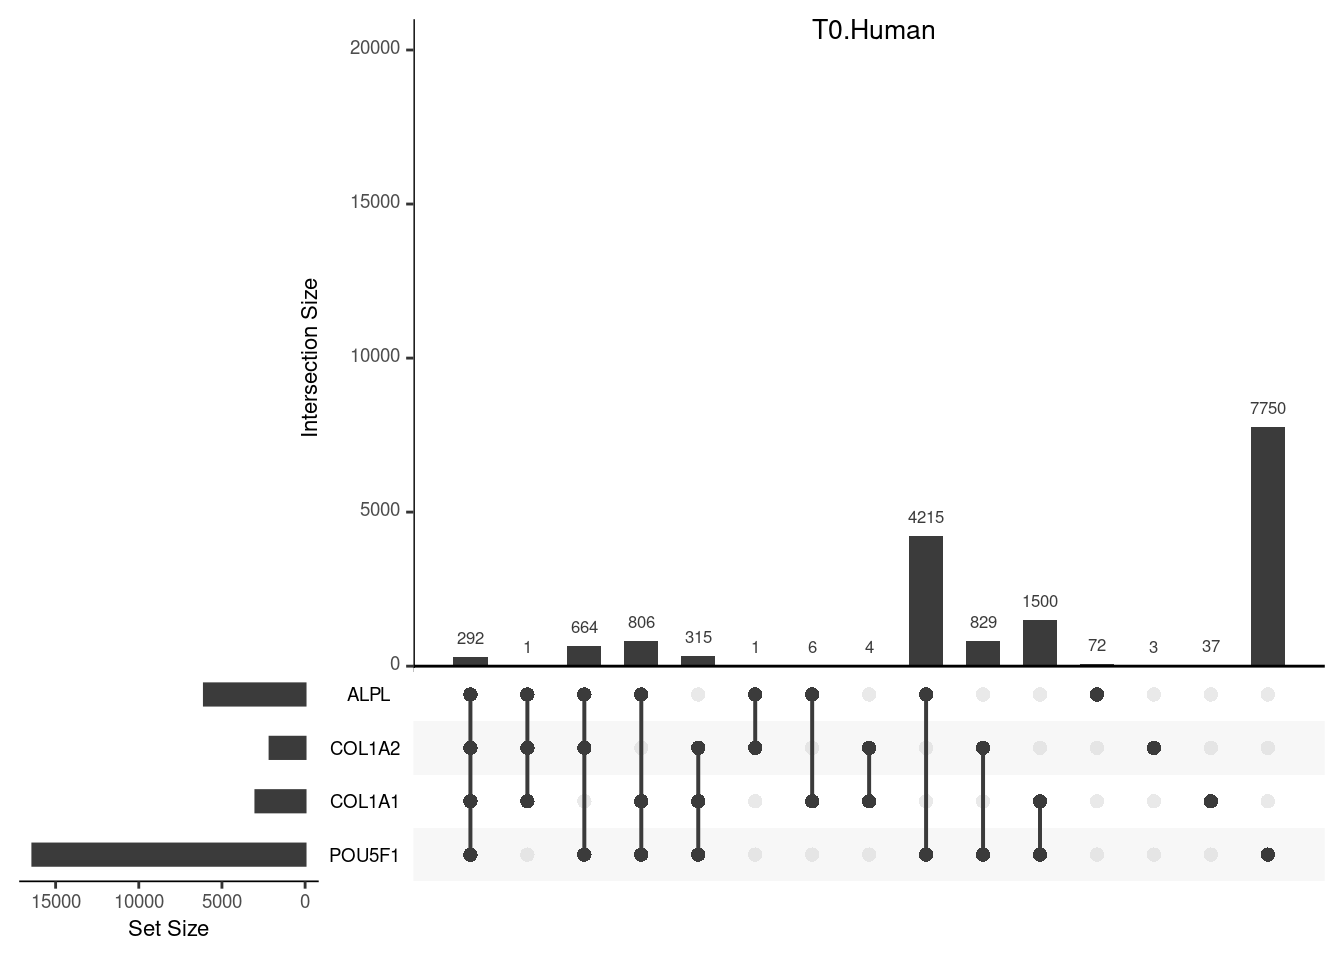 T0.Human
20000
15000
10000
5000
0
Intersection Size
292 1 664 806 315 1 6 4 4215 829 1500 72 3 37 7750
ALPL
COL1A2
COL1A1
POU5F1
15000 10000 5000 0
Set Size